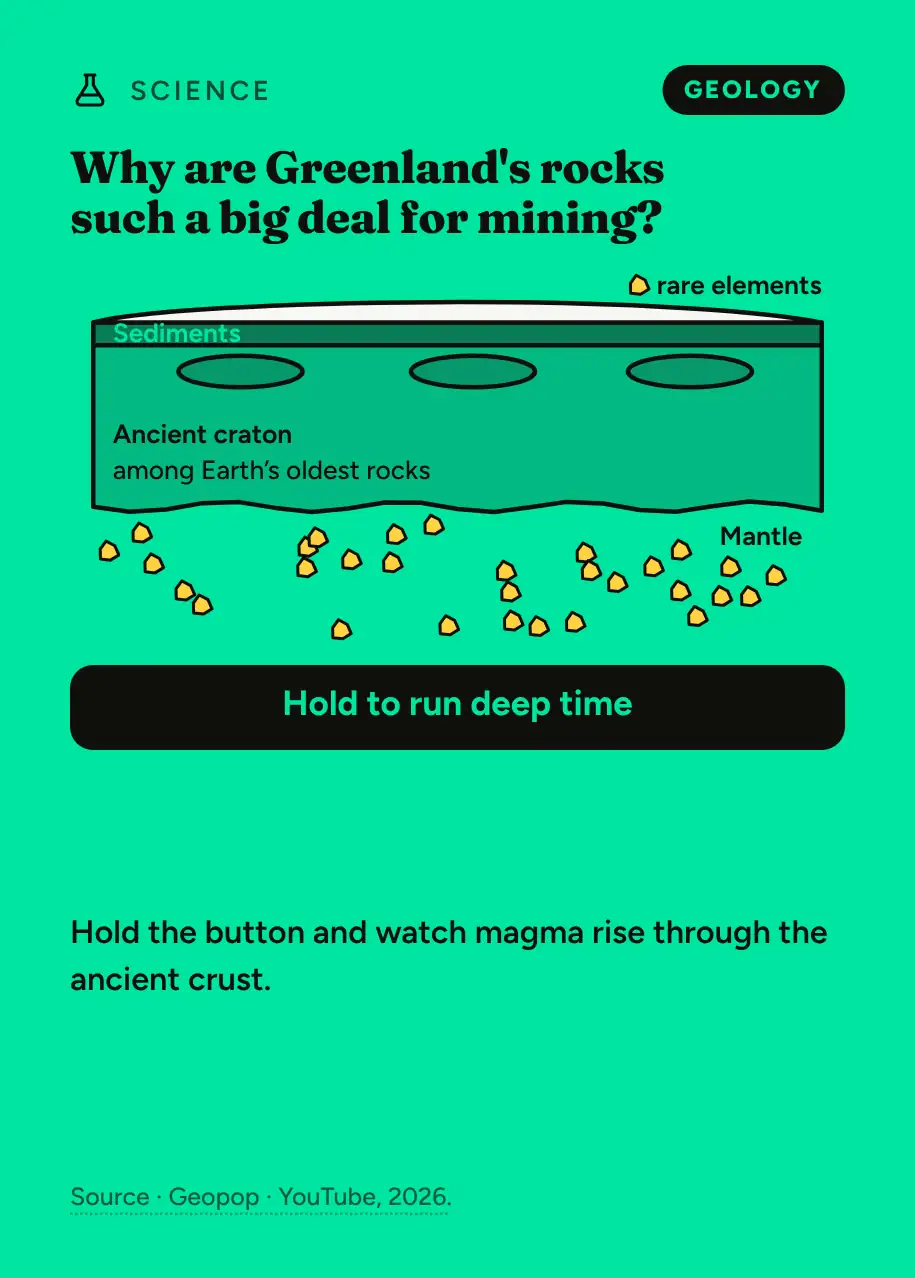 SCIENCE
GEOLOGY
Why are Greenland's rocks
such a big deal for mining?
rare elements
Sediments
Ancient craton
among Earth’s oldest rocks
Mantle
Hold to run deep time
Hold the button and watch magma rise through the
ancient crust.
Source · Geopop · YouTube, 2026.